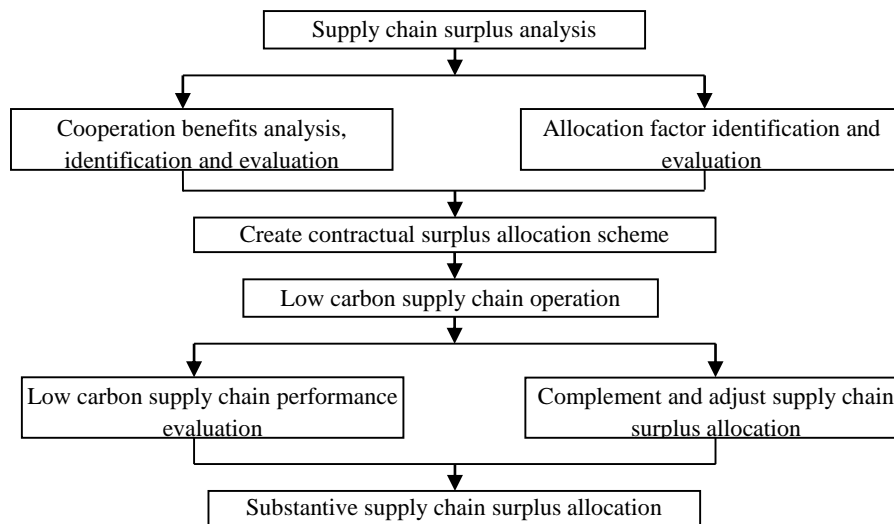 Supply chain surplus analysis
Cooperation benefits analysis,
identification and evaluation
Allocation factor identification and
evaluation
Create contractual surplus allocation scheme
Low carbon supply chain operation
Low carbon supply chain performance
evaluation
Complement and adjust supply chain
surplus allocation
Substantive supply chain surplus allocation